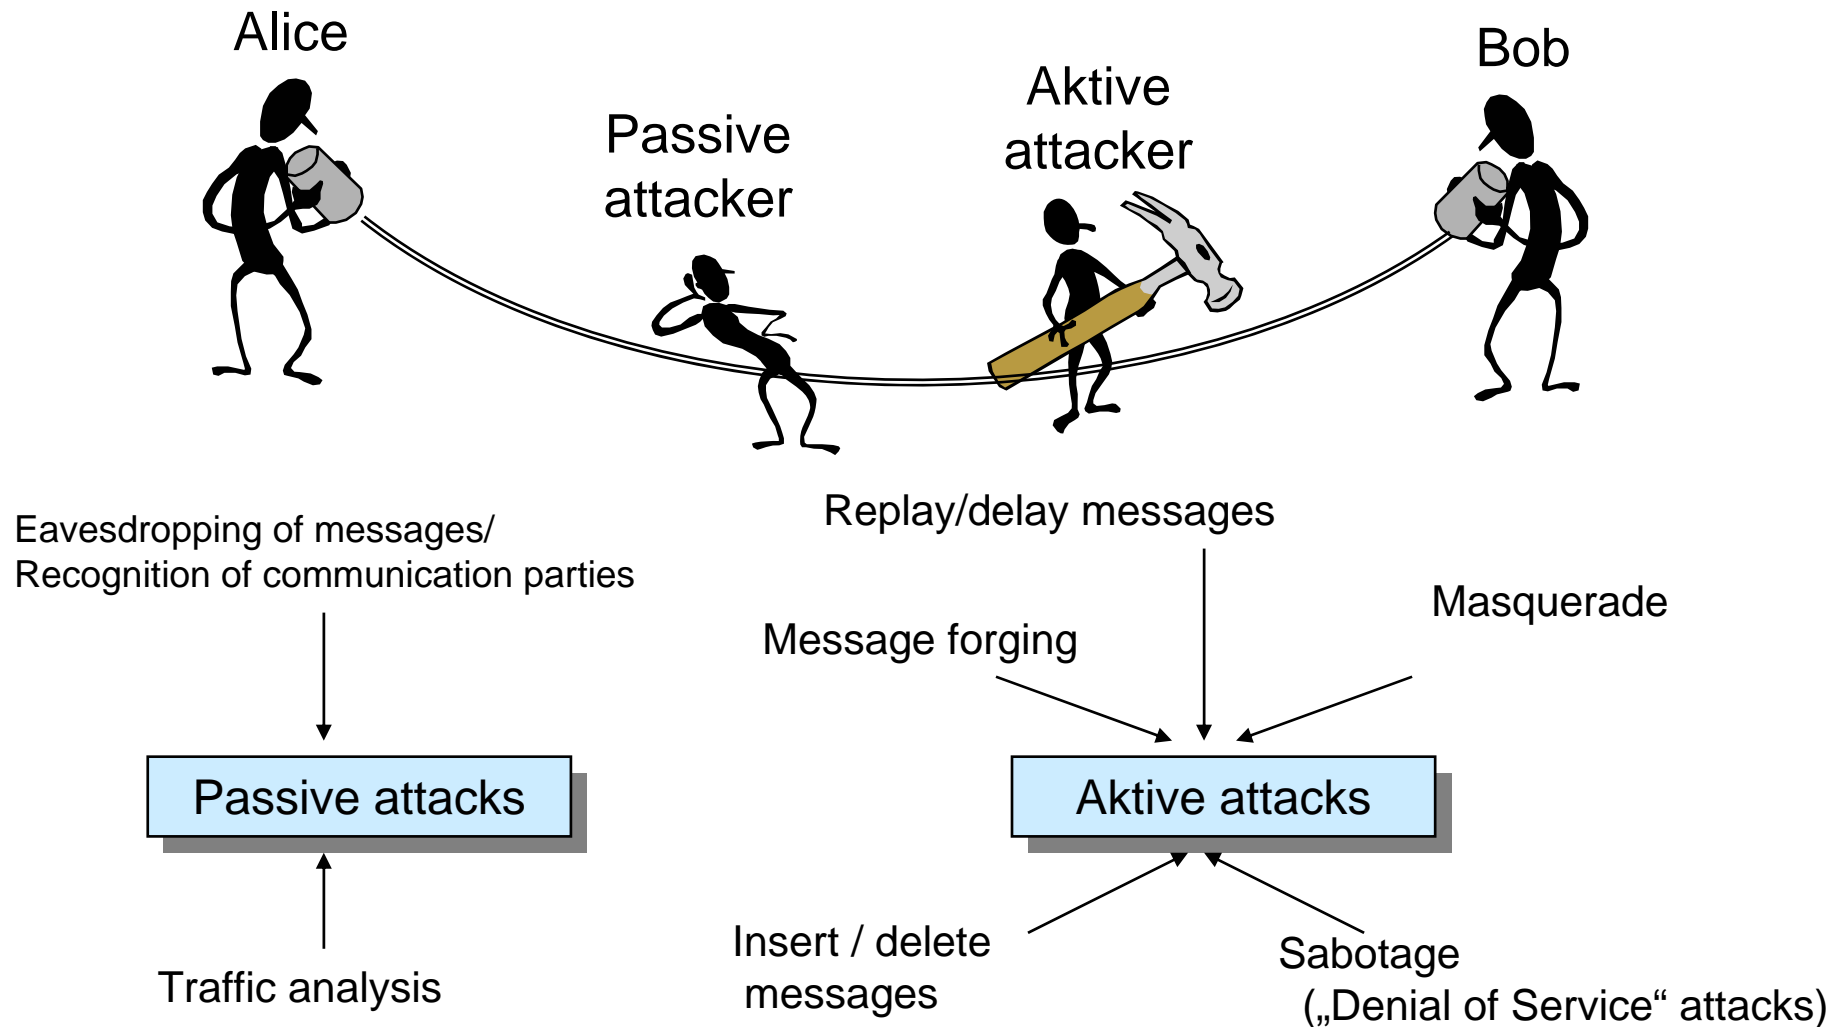 Alice
Bob
Passive
attacker
Aktive
attacker
Eavesdropping of messages/
Recognition of communication parties
Replay/delay messages
Message forging
Masquerade
Passive attacks
Aktive attacks
Traffic analysis
Insert / delete
messages
Sabotage
(„Denial of Service“ attacks)